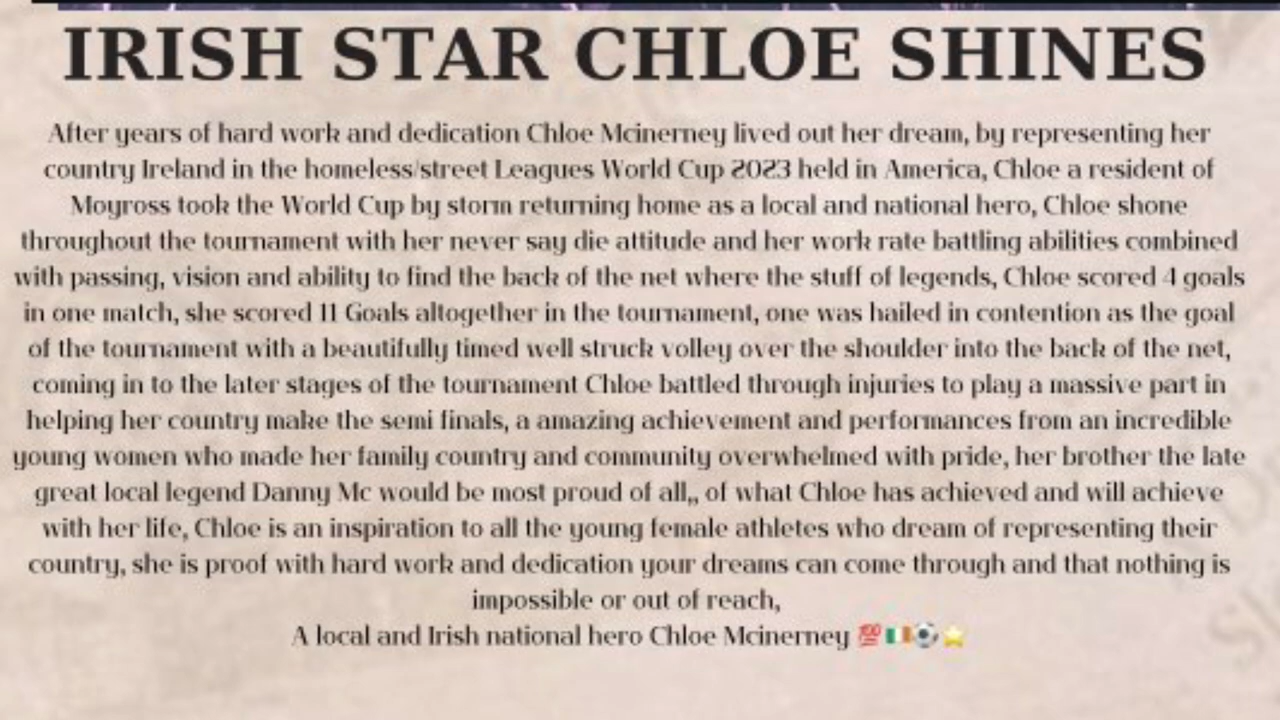 IRISH STAR CHLOE SHINES
After years of hard work and dedication Chloe Mcinerney lived out her dream, by representing her
country Ireland in the homeless/street Leagues World Cup 2023 held in America, Chloe a resident of
Moyross took the World Cup by storm returning home as a local and national hero, Chloe shone
throughout the tournament with her never say die attitude and her work rate battling abilities combined
with passing, vision and ability to find the back of the net where the stuff of legends, Chloe scored 4 goals
in one match, she scored 11 Goals altogether in the tournament, one was hailed in contention as the goal
of the tournament with a beautifully timed well struck volley over the shoulder into the back of the net,
coming in to the later stages of the tournament Chloe battled through injuries to play a massive part in
helping her country make the semi finals, a amazing achievement and performances from an incredible
young women who made her family country and community overwhelmed with pride, her brother the late
great local legend Danny Mc would be most proud of all,, of what Chloe has achieved and will achieve
with her life, Chloe is an inspiration to all the young female athletes who dream of representing their
country, she is proof with hard work and dedication your dreams can come through and that nothing is
impossible or out of reach,
A local and Irish national hero Chloe Mcinerney 💯🇮🇪⚽⭐